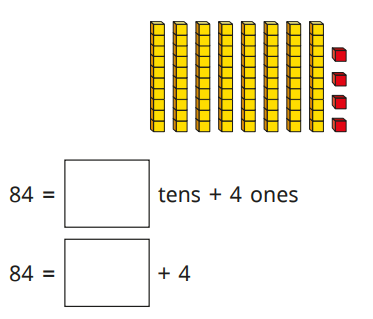 84 = tens + 4 ones
84 = + 4